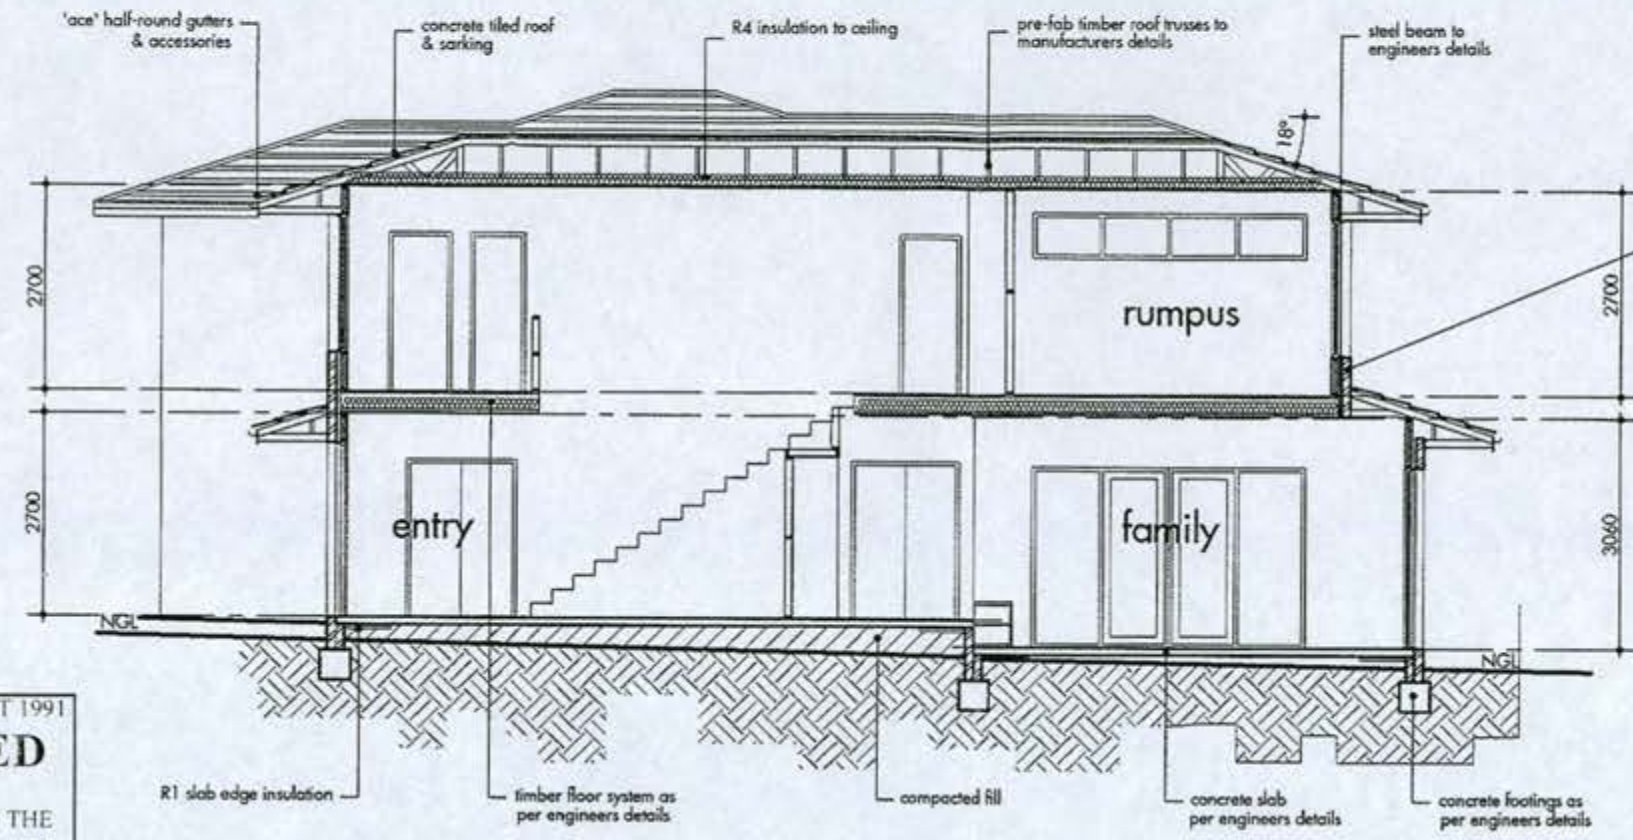 'ace' half-round gutters
& accessories
concrete tiled roof
& sarking
R4 insulation to ceiling
pre-fab timber roof trusses to
manufacturers details
steel beam to
engineers details
18°
2700
2700
rumpus
2700
3060
entry
family
NGL
NGL
T 1991
ED
THE
R1 slab edge insulation
timber floor system as
per engineers details
compacted fill
concrete slab
per engineers details
concrete footings as
per engineers details